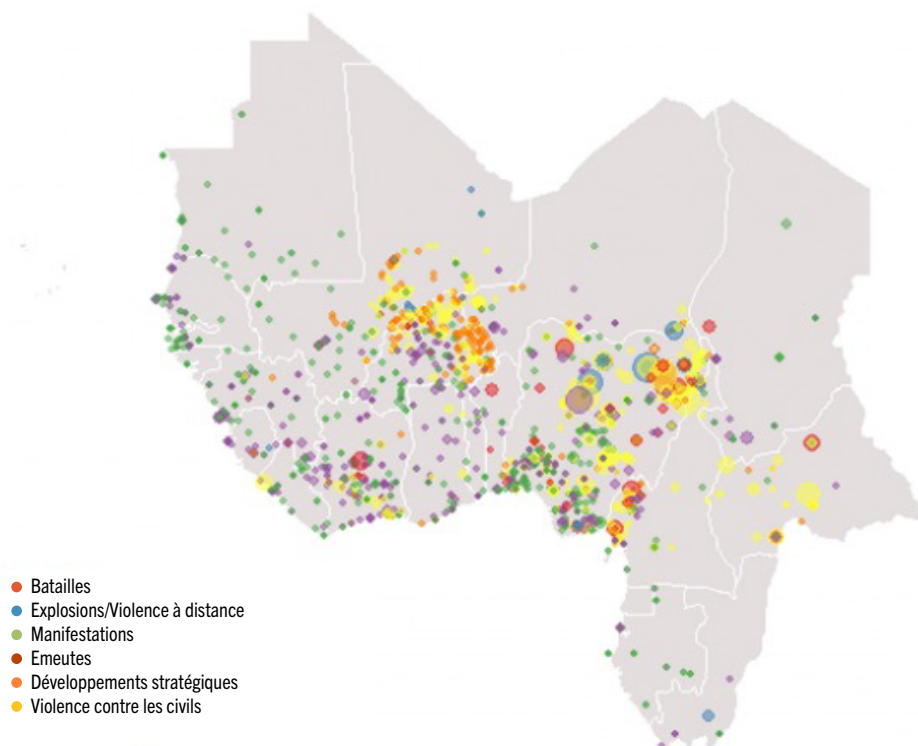 Batailles
Explosions/Violence à distance
Manifestations
Emeutes
Développements stratégiques
Violence contre les civils